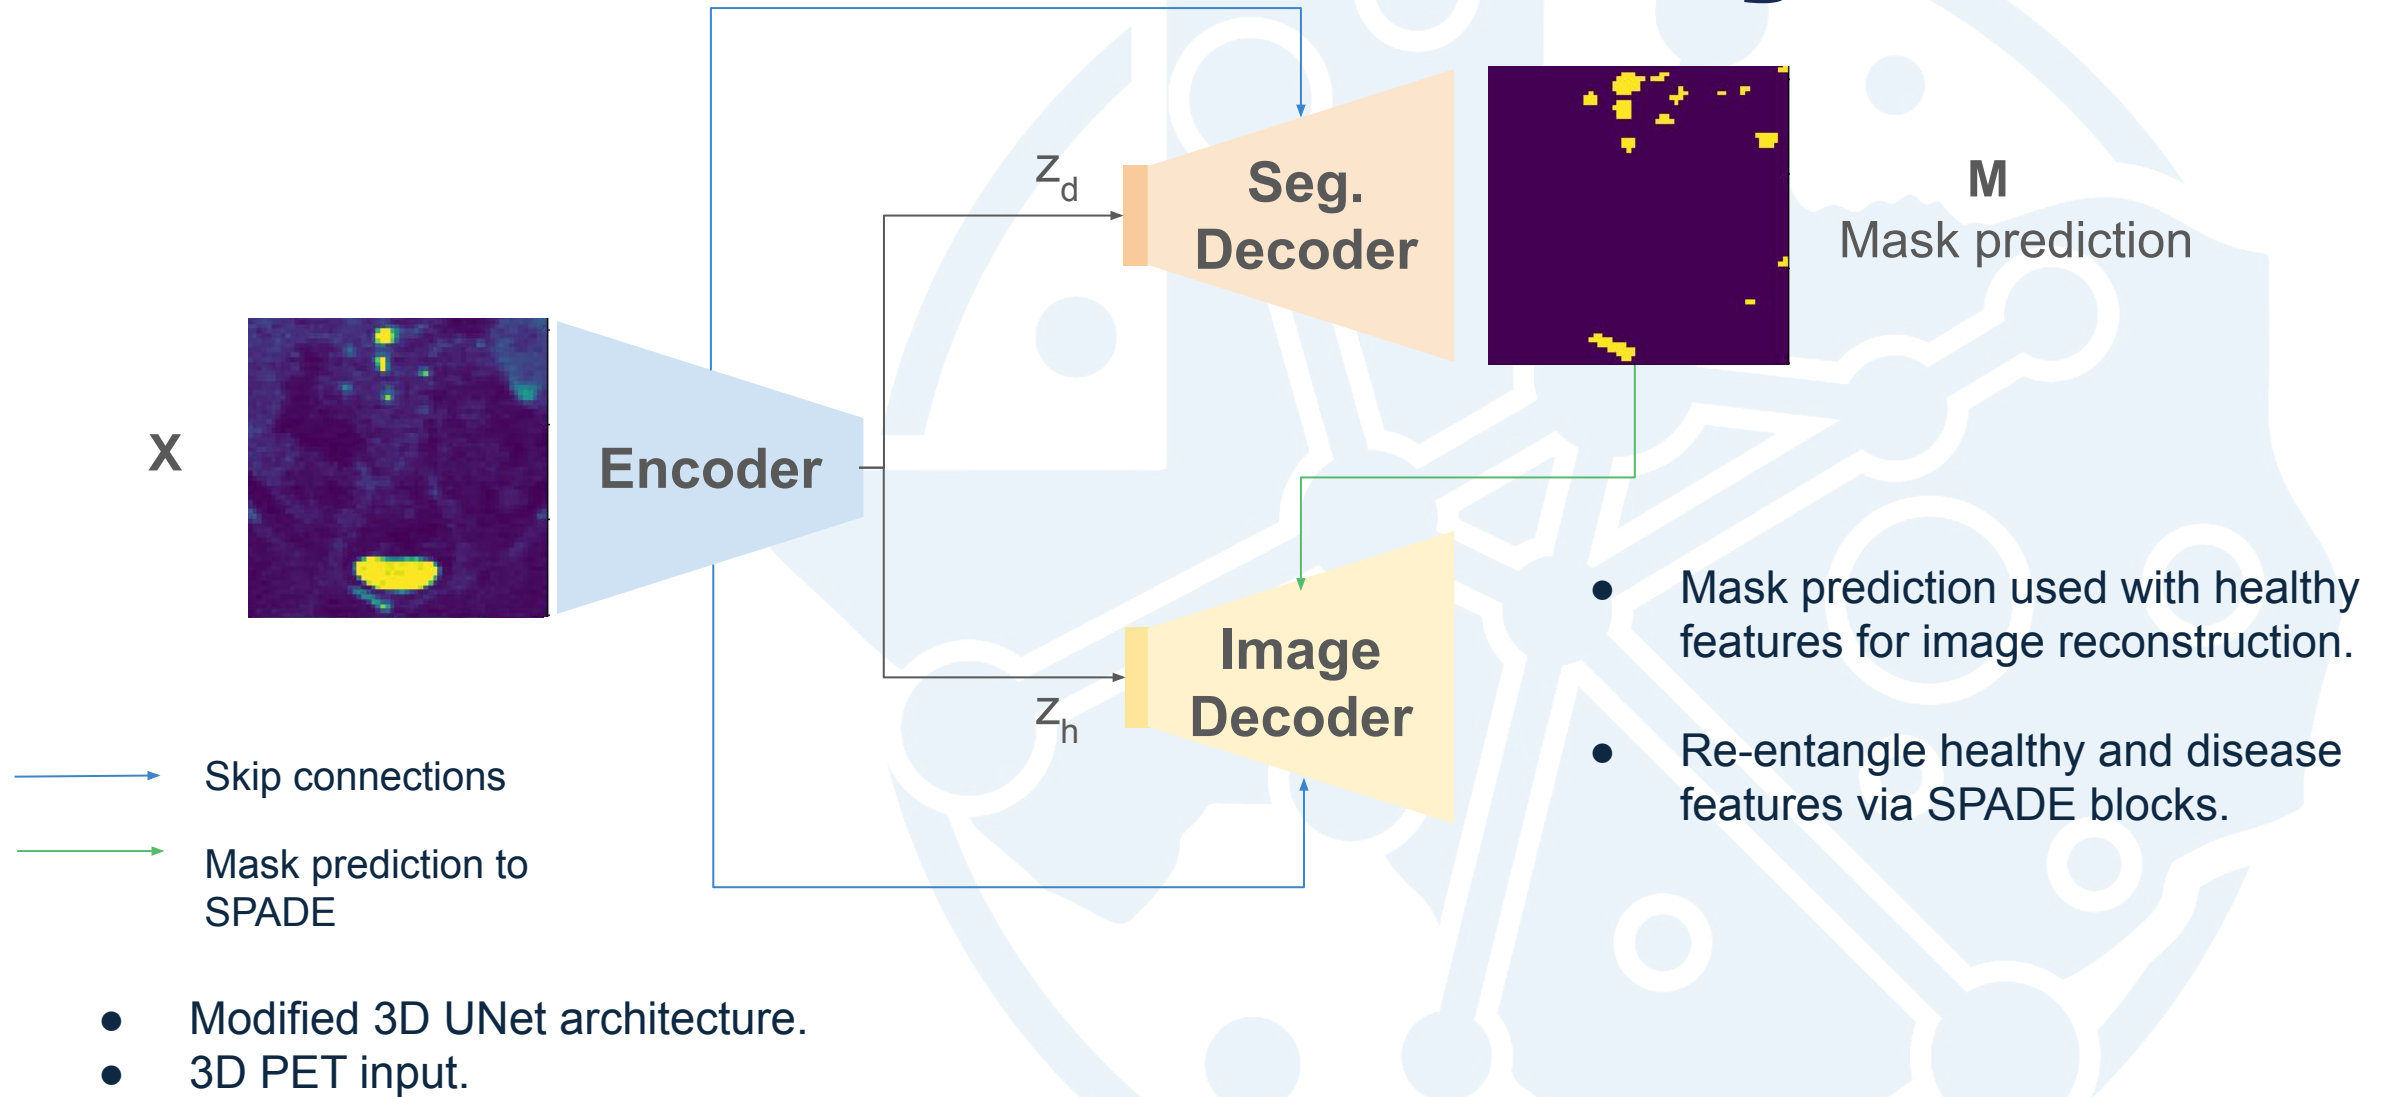 z_d
Seg.
Decoder
M
Mask prediction
X
Encoder
Image
Decoder
z_h
● Mask prediction used with healthy
features for image reconstruction.
● Re-entangle healthy and disease
features via SPADE blocks.
Skip connections
Mask prediction to
SPADE
● Modified 3D UNet architecture.
● 3D PET input.